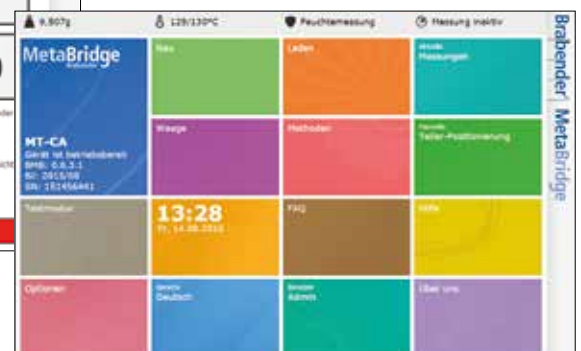 9,507g
129/130°C
Feuchtemessung
Messung inaktiv
MetaBridge
Brabender
MT-CA
Gerät ist betriebsbereit
BMB: 0.6.3.1
BJ: 2015/08
SN: 151456441
Neu
Laden
Messungen
Waage
Methoden
Teller-Positionierung
Testmodus
13:28
Fr, 14.08.2015
FAQ
Hilfe
Optionen
Deutsch
Benutzer
Admin
Über uns
Brabender MetaBridge